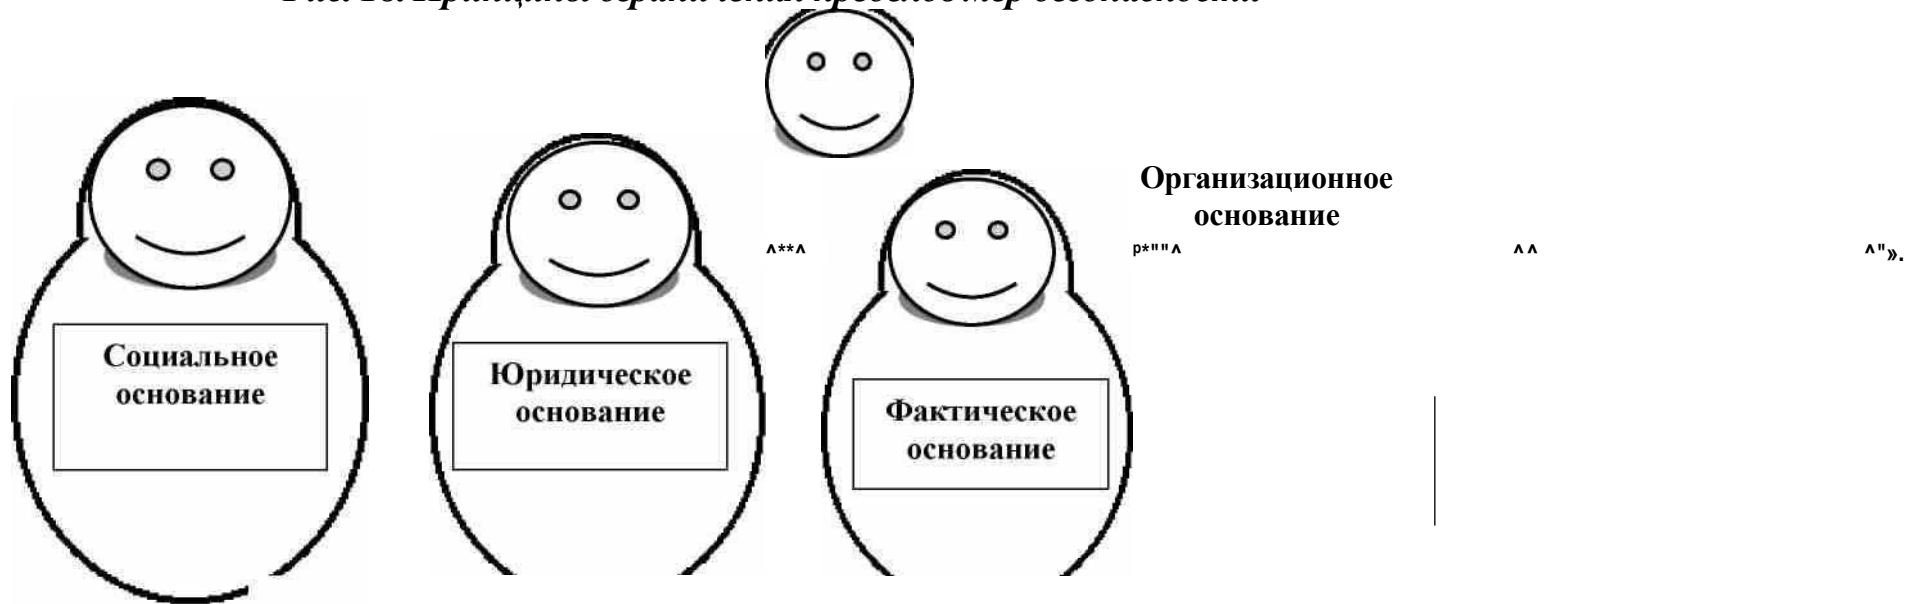 Организационное
основание
^**^ р*""^ ^^ ^"».
Социальное
основание
Юридическое
основание
Фактическое
основание